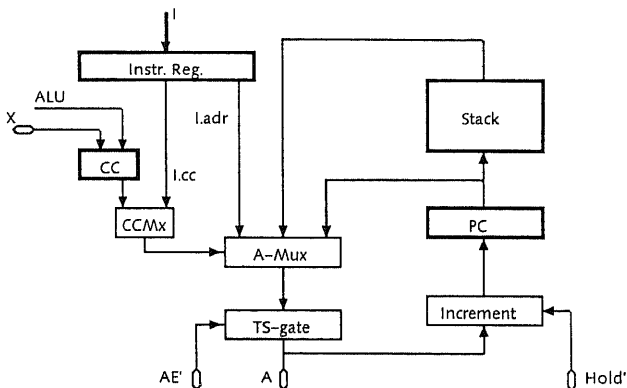 I
Instr. Reg.
ALU
X
I.adr
Stack
CC
I.cc
CCMx
PC
A-Mux
TS-gate
Increment
AE'
A
Hold'